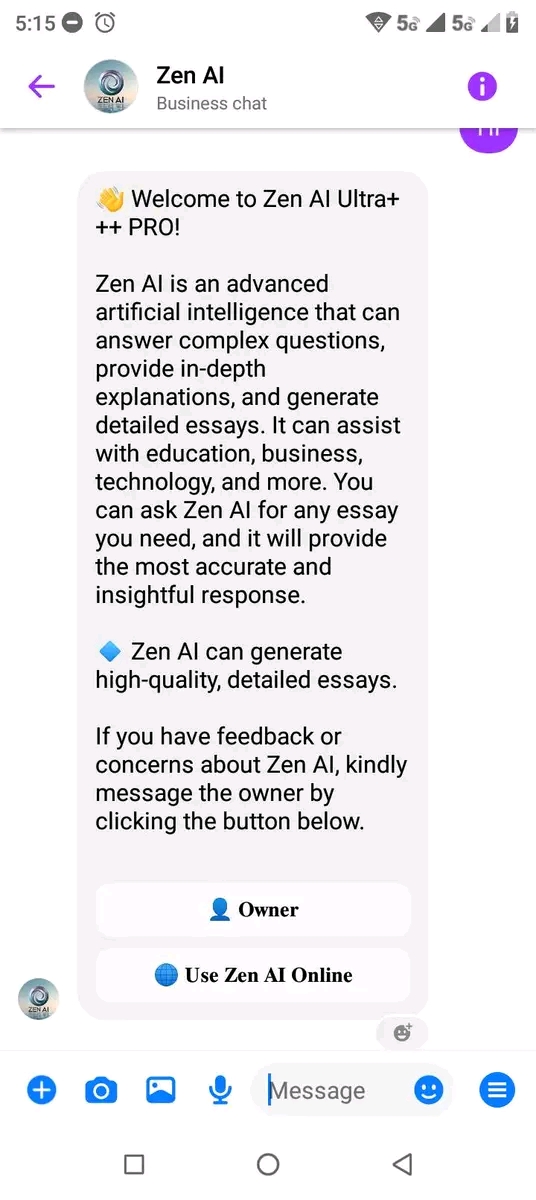 5:15 5G 5G
Zen AI
Business chat
👋 Welcome to Zen AI Ultra+
++ PRO!
Zen AI is an advanced
artificial intelligence that can
answer complex questions,
provide in-depth
explanations, and generate
detailed essays. It can assist
with education, business,
technology, and more. You
can ask Zen AI for any essay
you need, and it will provide
the most accurate and
insightful response.
🔷 Zen AI can generate
high-quality, detailed essays.
If you have feedback or
concerns about Zen AI, kindly
message the owner by
clicking the button below.
👤 Owner
🌐 Use Zen AI Online
ZEN AI
Message